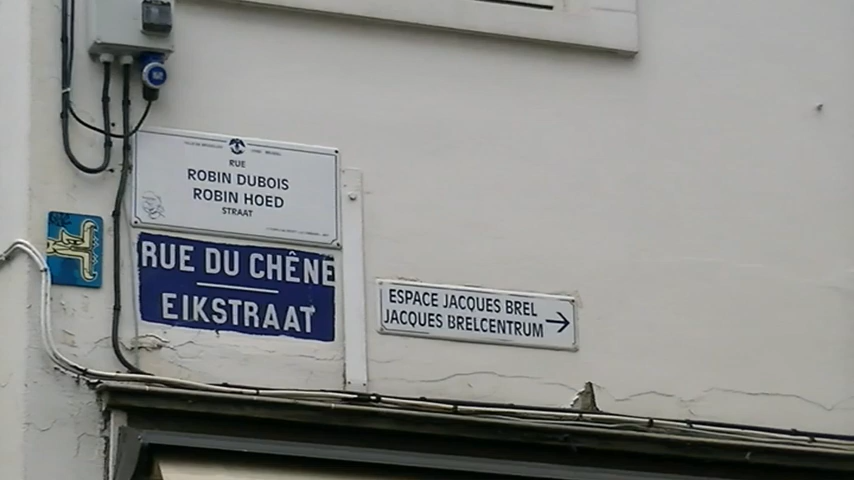 RUE
ROBIN DUBOIS
ROBIN HOED
STRAAT
RUE DU CHÊNE
EIKSTRAAT
ESPACE JACQUES BREL
JACQUES BRELCENTRUM